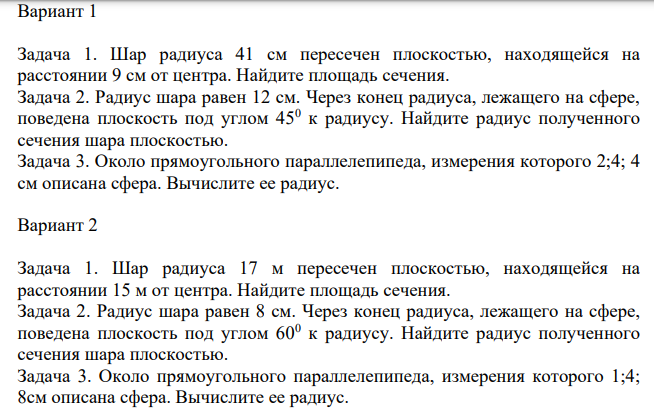 Вариант 1
Задача 1. Шар радиуса 41 см пересечен плоскостью, находящейся на
расстоянии 9 см от центра. Найдите площадь сечения.
Задача 2. Радиус шара равен 12 см. Через конец радиуса, лежащего на сфере,
поведена плоскость под углом 45⁰ к радиусу. Найдите радиус полученного
сечения шара плоскостью.
Задача 3. Около прямоугольного параллелепипеда, измерения которого 2;4; 4
см описана сфера. Вычислите ее радиус.
Вариант 2
Задача 1. Шар радиуса 17 м пересечен плоскостью, находящейся на
расстоянии 15 м от центра. Найдите площадь сечения.
Задача 2. Радиус шара равен 8 см. Через конец радиуса, лежащего на сфере,
поведена плоскость под углом 60⁰ к радиусу. Найдите радиус полученного
сечения шара плоскостью.
Задача 3. Около прямоугольного параллелепипеда, измерения которого 1;4;
8см описана сфера. Вычислите ее радиус.